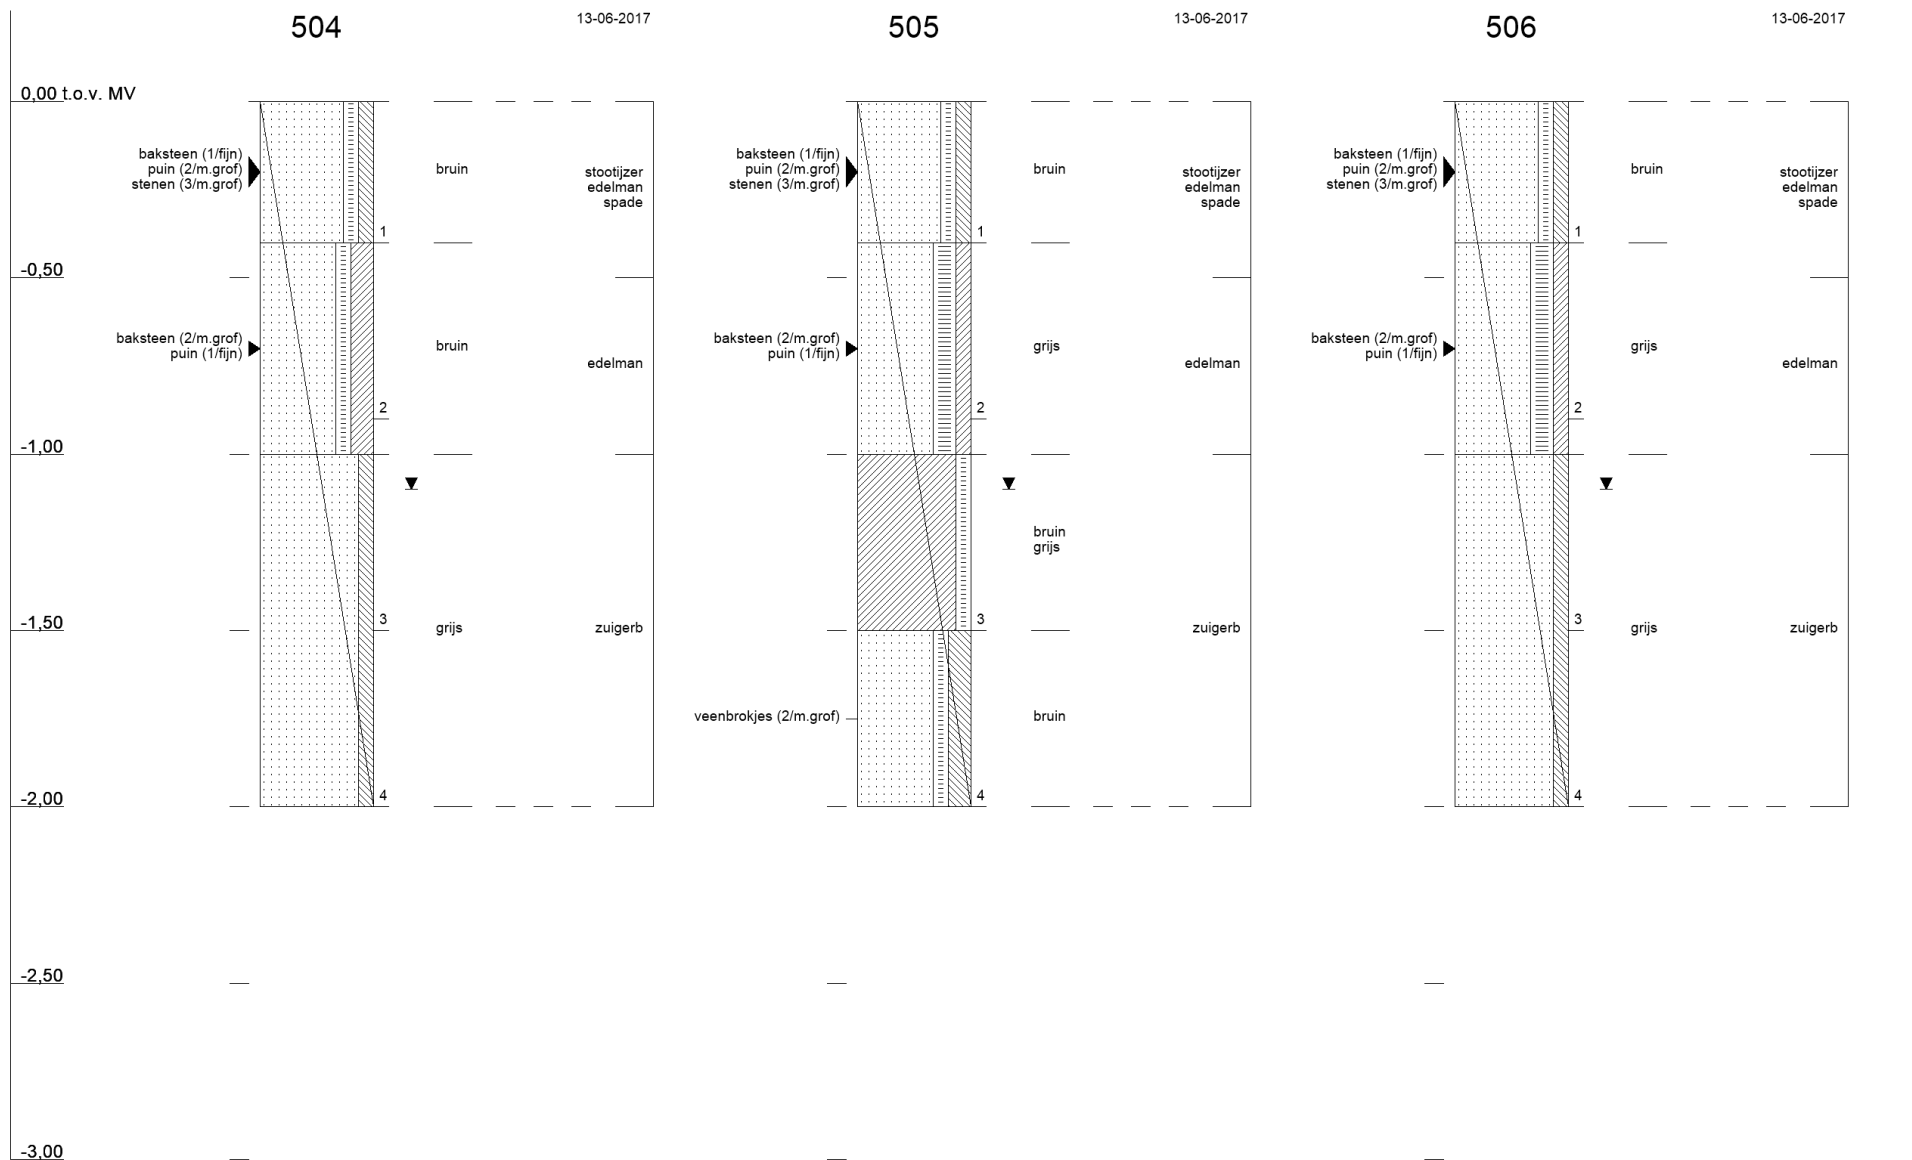 504
13-06-2017
505
13-06-2017
506
13-06-2017
0,00 t.o.v. MV
baksteen (1/fijn)
puin (2/m.grof)
stenen (3/m.grof)
bruin
stootijzer
edelman
spade
1
baksteen (1/fijn)
puin (2/m.grof)
stenen (3/m.grof)
bruin
stootijzer
edelman
spade
1
baksteen (1/fijn)
puin (2/m.grof)
stenen (3/m.grof)
bruin
stootijzer
edelman
spade
1
-0,50
baksteen (2/m.grof)
puin (1/fijn)
bruin
edelman
2
baksteen (2/m.grof)
puin (1/fijn)
grijs
edelman
2
baksteen (2/m.grof)
puin (1/fijn)
grijs
edelman
2
-1,00
bruin
grijs
-1,50
3
grijs
zuigerb
3
zuigerb
3
grijs
zuigerb
veenbrokjes (2/m.grof)
bruin
-2,00
4
4
4
-2,50
-3,00